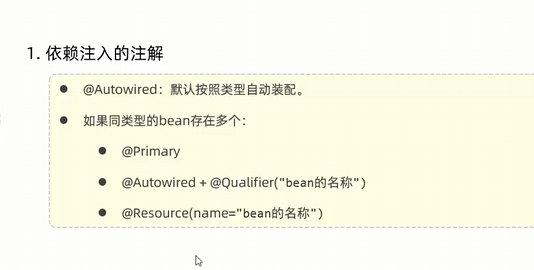 1. 依赖注入的注解
@Autowired：默认按照类型自动装配。
如果同类型的bean存在多个：
@Primary
@Autowired + @Qualifier("bean的名称")
@Resource(name="bean的名称")